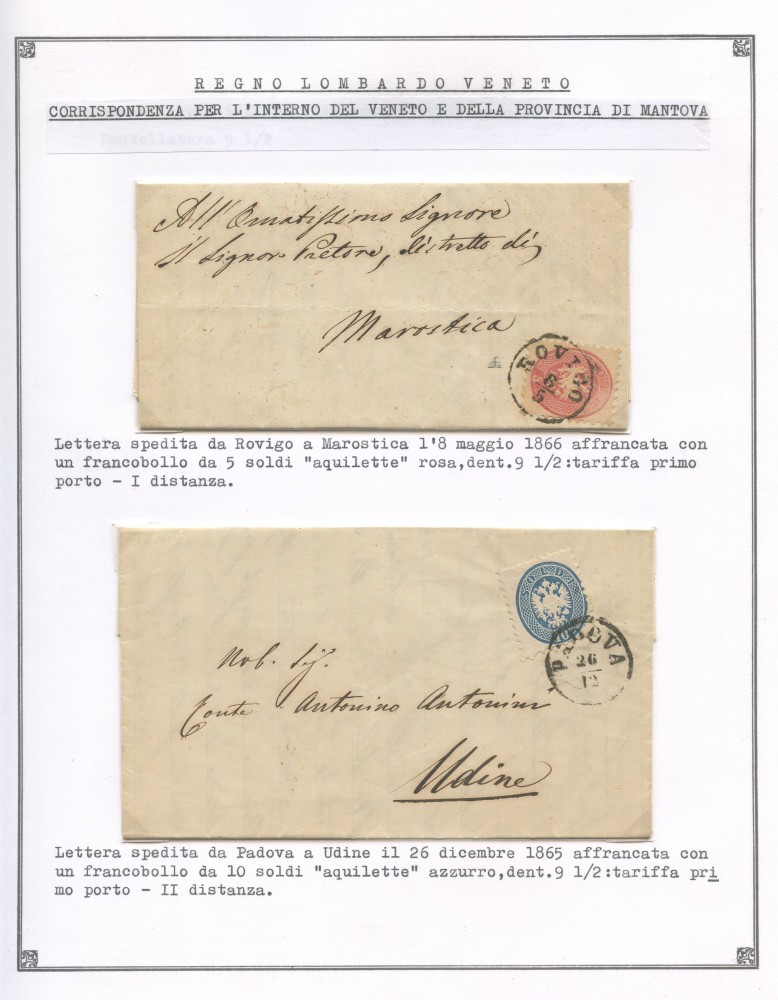 REGNO LOMBARDO VENETO
CORRISPONDENZA PER L'INTERNO DEL VENETO E DELLA PROVINCIA DI MANTOVA
Dentellatura 9 1/2
All' Ornatissimo Signore
Il Signor Pretore, distretto di
Marostica
ROVIGO
8
5
Lettera spedita da Rovigo a Marostica l'8 maggio 1866 affrancata con
un francobollo da 5 soldi "aquilette" rosa,dent.9 1/2:tariffa primo
porto - I distanza.
SOLDI
10
PADOVA
26
12
Nob. Sig.
Conte Antonino Antonini
Udine
Lettera spedita da Padova a Udine il 26 dicembre 1865 affrancata con
un francobollo da 10 soldi "aquilette" azzurro,dent.9 1/2:tariffa pri
mo porto - II distanza.